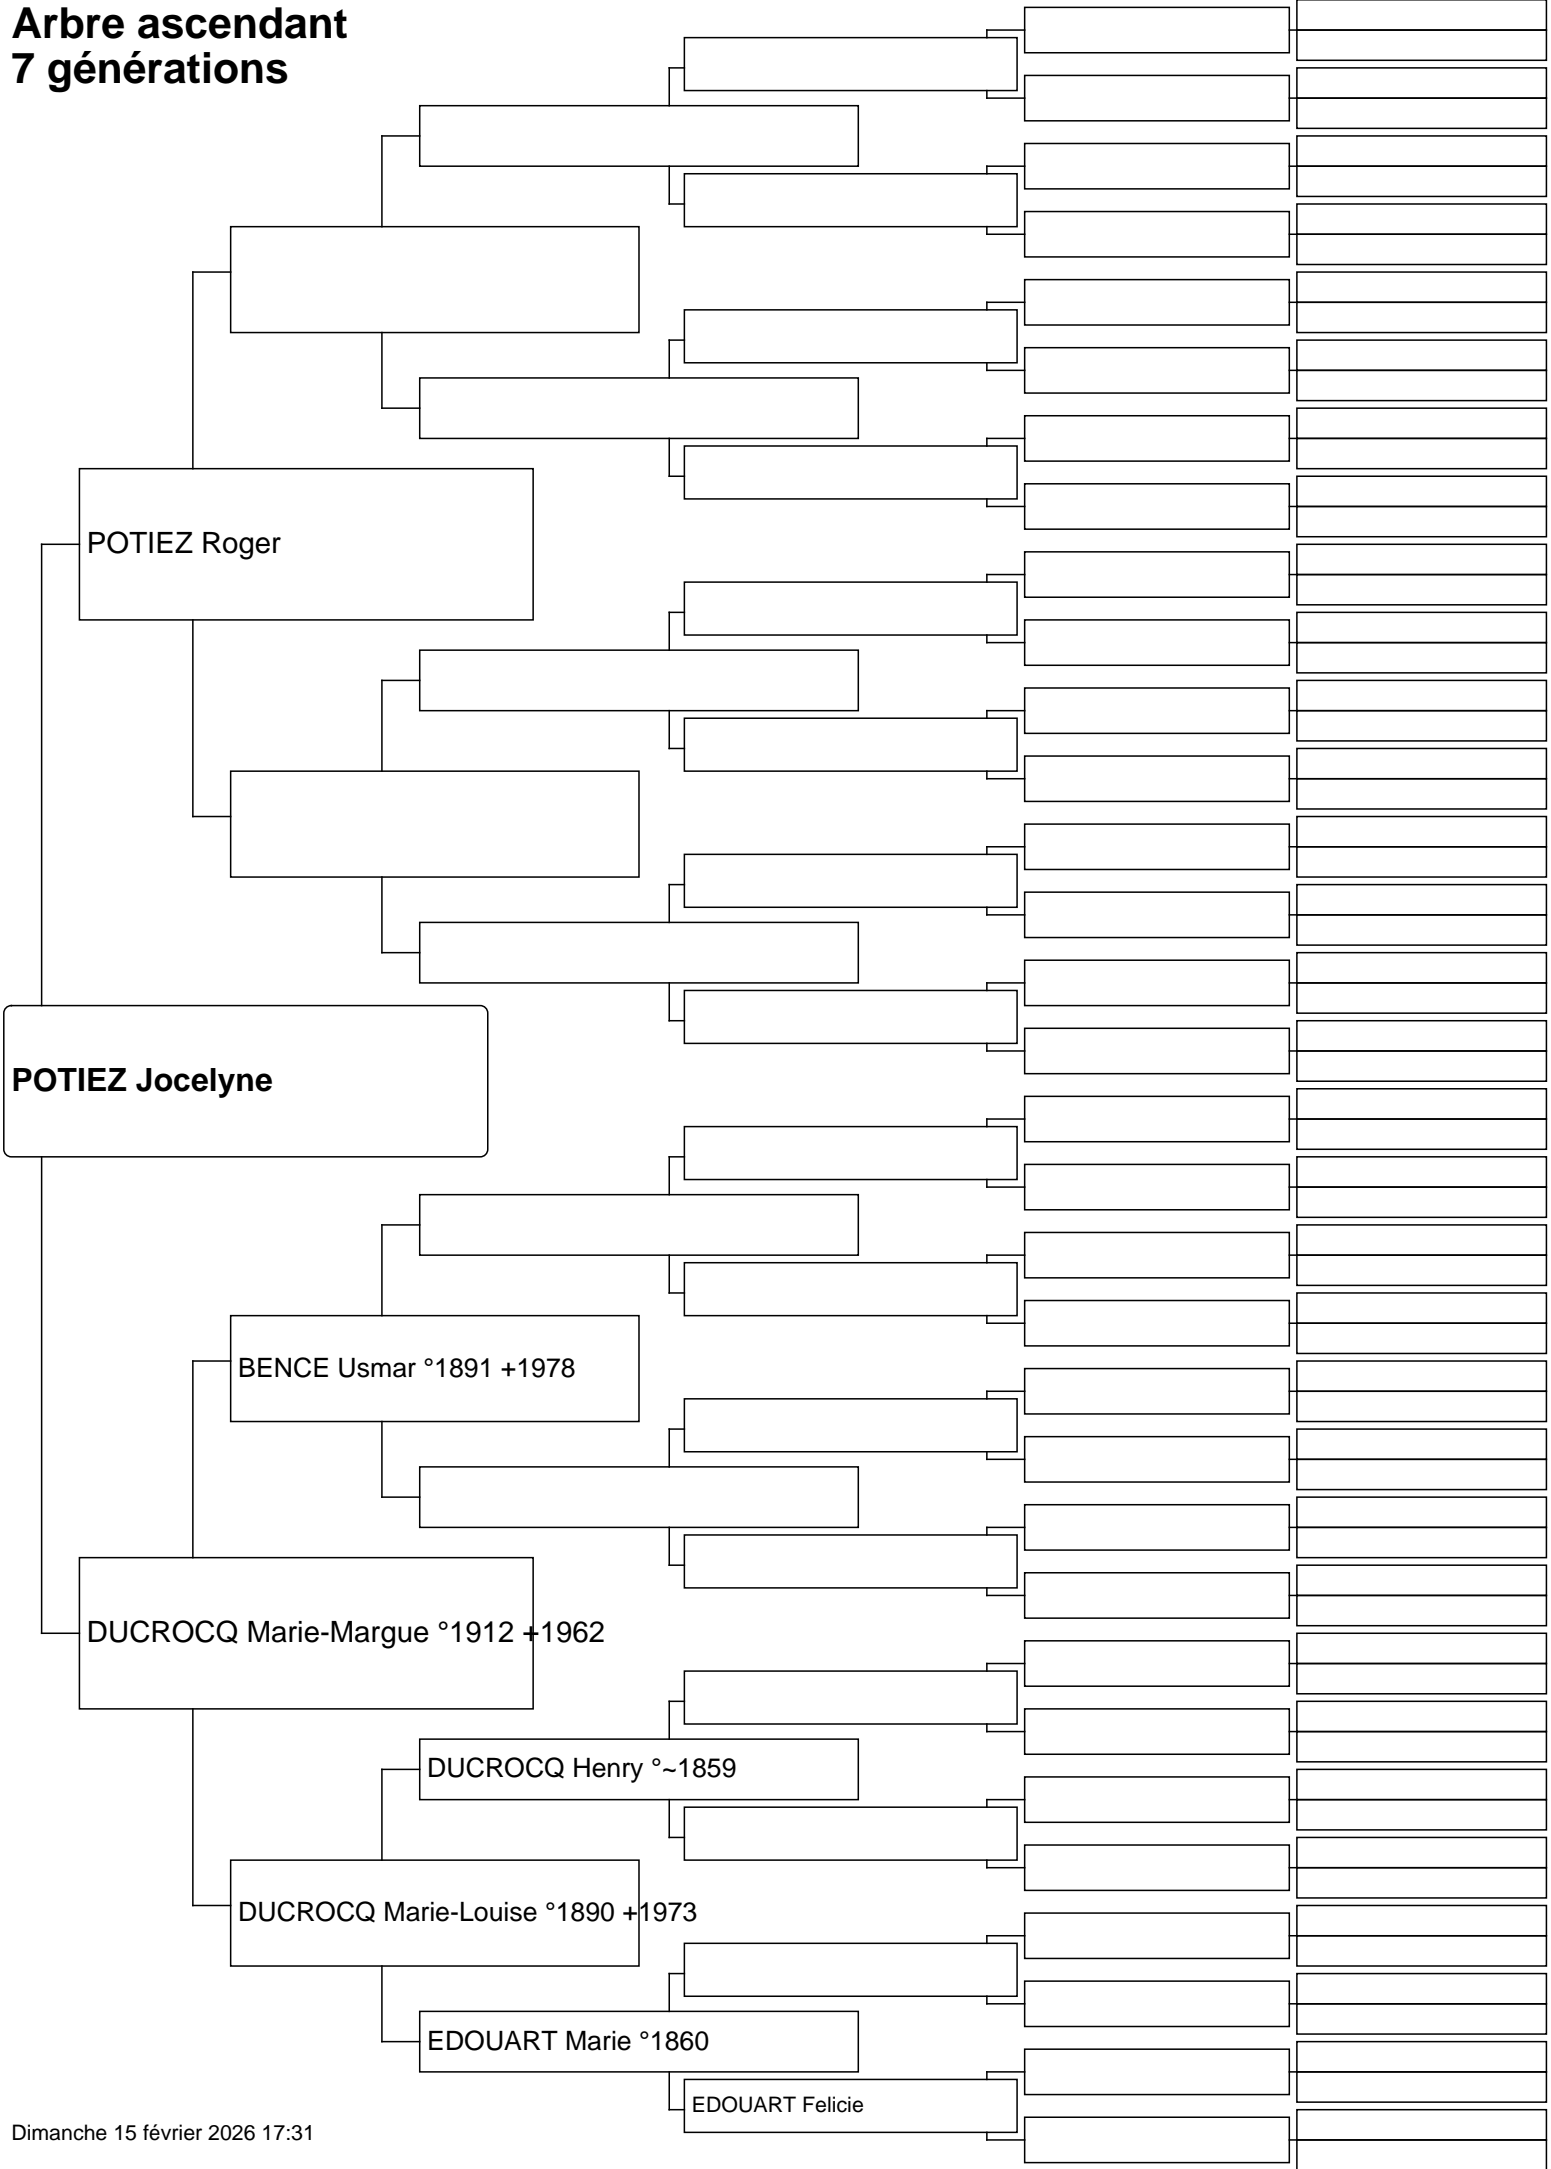 Arbre ascendant
7 générations
POTIEZ Roger
POTIEZ Jocelyne
BENCE Usmar °1891 +1978
DUCROCQ Marie-Margue °1912 +1962
DUCROCQ Henry °~1859
DUCROCQ Marie-Louise °1890 +1973
EDOUART Marie °1860
EDOUART Felicie
Dimanche 15 février 2026 17:31